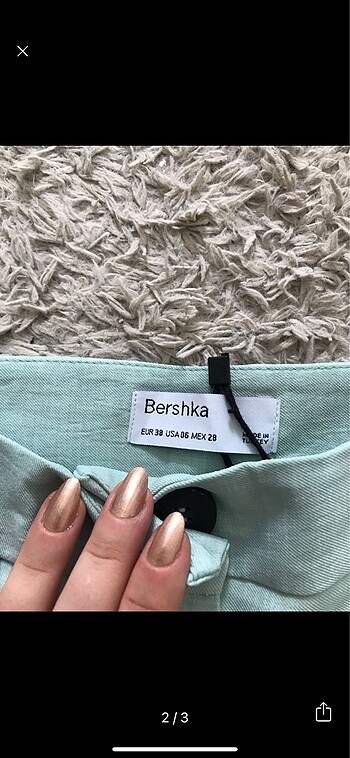 Bershka
EUR 38 USA 06 MEX 28
MADE IN
TURKEY
2 / 3